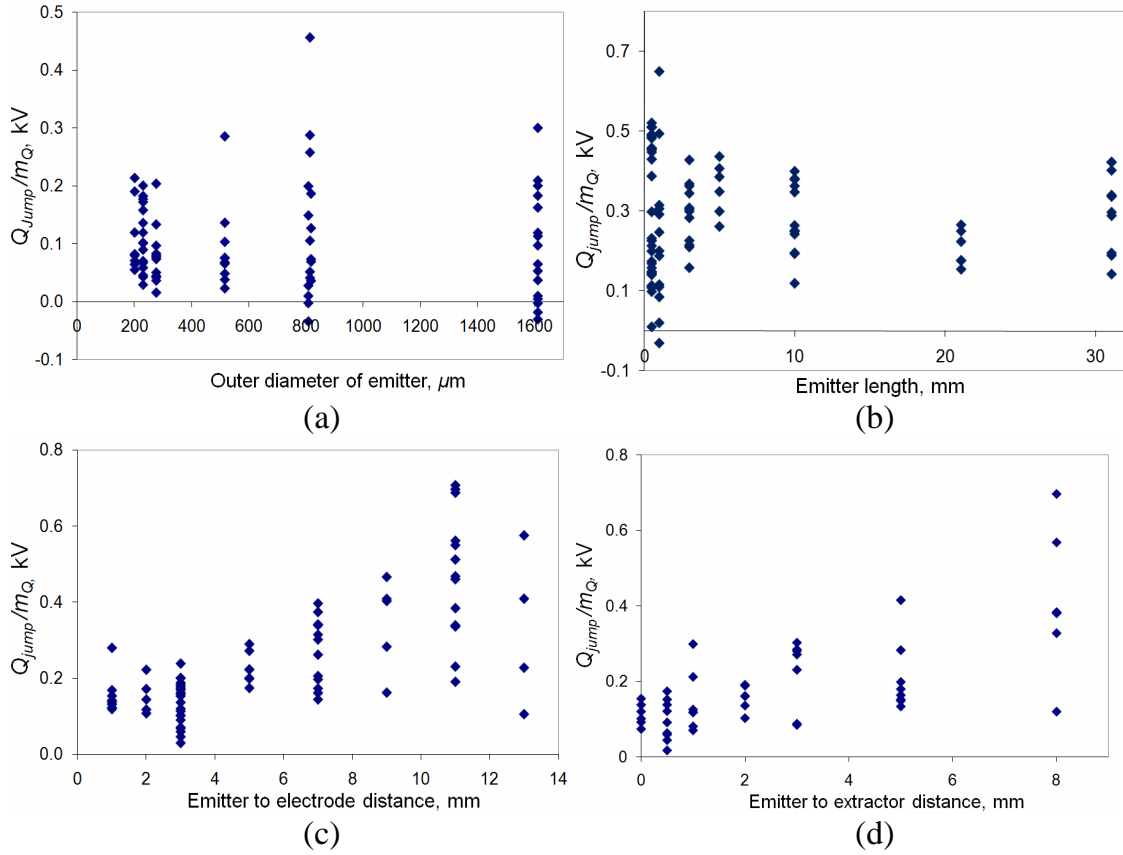 0.5
0.4
0.3
0.2
0.1
0.0
-0.1
200 400 600 800 1000 1200 1400 1600
Q_Jump/m_Q, kV
Outer diameter of emitter, µm
(a)
0.7
0.5
0.3
0.1
-0.1
0 10 20 30
Q_jump/m_Q, kV
Emitter length, mm
(b)
0.8
0.6
0.4
0.2
0.0
0 2 4 6 8 10 12 14
Q_jump/m_Q, kV
Emitter to electrode distance, mm
(c)
0.8
0.6
0.4
0.2
0
0 2 4 6 8
Q_jump/m_Q, kV
Emitter to extractor distance, mm
(d)